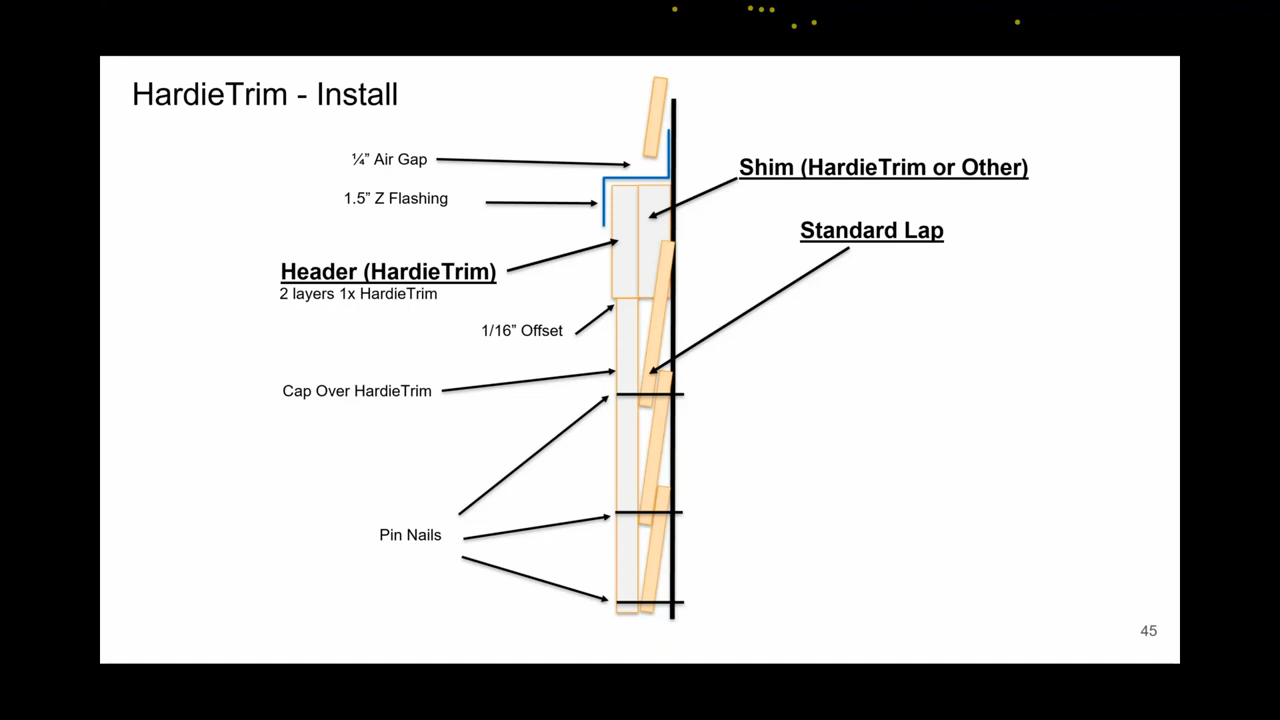 HardieTrim - Install
¼” Air Gap
1.5” Z Flashing
Shim (HardieTrim or Other)
Standard Lap
Header (HardieTrim)
2 layers 1x HardieTrim
1/16” Offset
Cap Over HardieTrim
Pin Nails
45